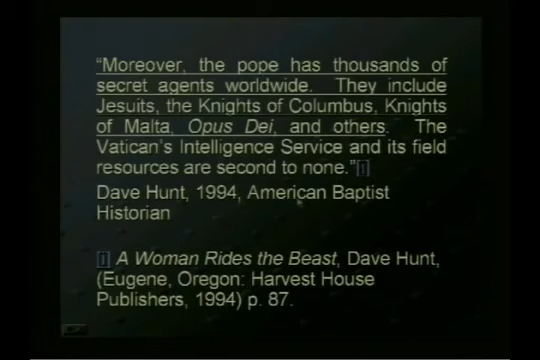 “Moreover, the pope has thousands of
secret agents worldwide. They include
Jesuits, the Knights of Columbus, Knights
of Malta, Opus Dei, and others. The
Vatican’s Intelligence Service and its field
resources are second to none.”[i]
Dave Hunt, 1994, American Baptist
Historian
[i] A Woman Rides the Beast, Dave Hunt,
(Eugene, Oregon: Harvest House
Publishers, 1994) p. 87.